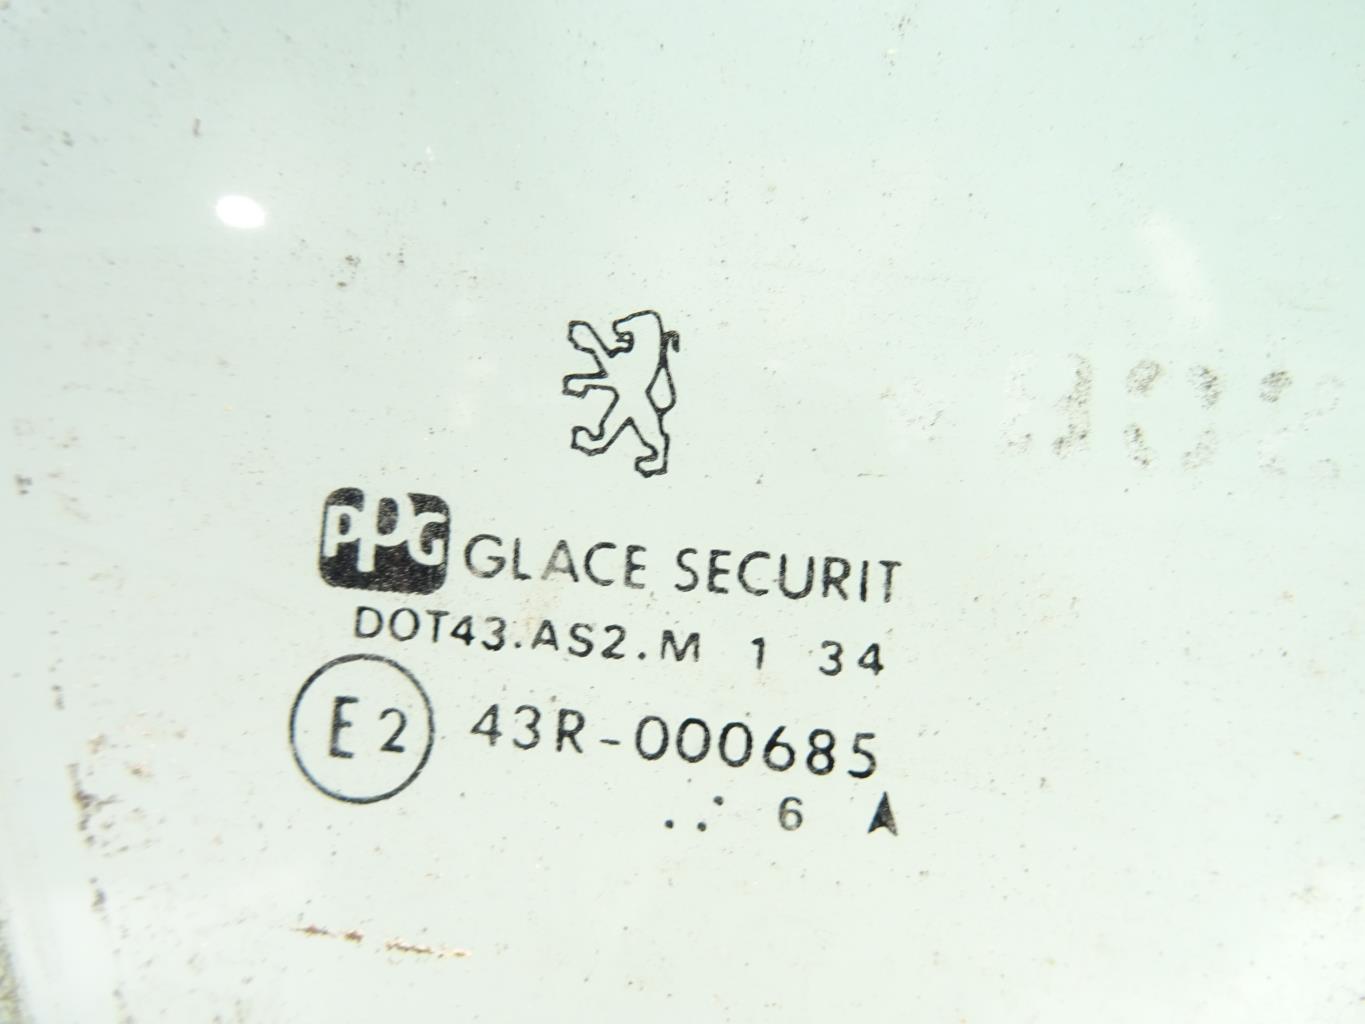 PPG GLACE SECURIT
DOT43.AS2.M 1 34
E2 43R-000685
..: 6